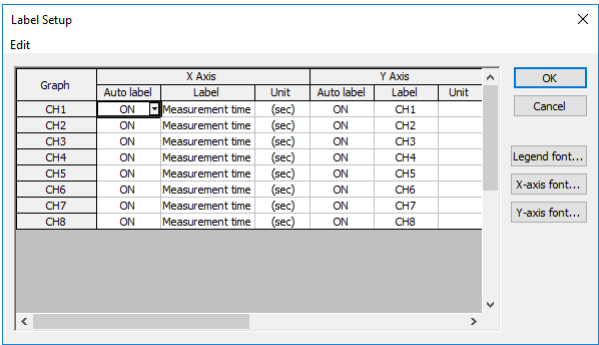 Label Setup
Edit
Graph X Axis Y Axis
Auto label Label Unit Auto label Label Unit
CH1 ON Measurement time (sec) ON CH1
CH2 ON Measurement time (sec) ON CH2
CH3 ON Measurement time (sec) ON CH3
CH4 ON Measurement time (sec) ON CH4
CH5 ON Measurement time (sec) ON CH5
CH6 ON Measurement time (sec) ON CH6
CH7 ON Measurement time (sec) ON CH7
CH8 ON Measurement time (sec) ON CH8
OK
Cancel
Legend font...
X-axis font...
Y-axis font...